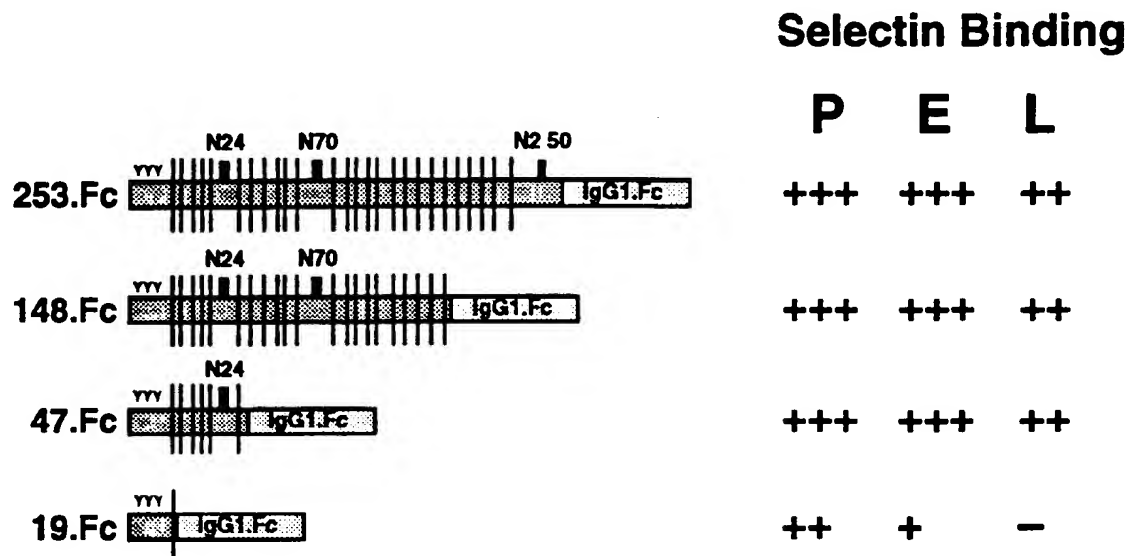 Selectin Binding
P E L
N24 N70 N2 50
YYY
253.Fc IgG1.Fc +++ +++ ++
N24 N70
YYY
148.Fc IgG1.Fc +++ +++ ++
N24
YYY
47.Fc IgG1.Fc +++ +++ ++
YYY
19.Fc IgG1.Fc ++ + −